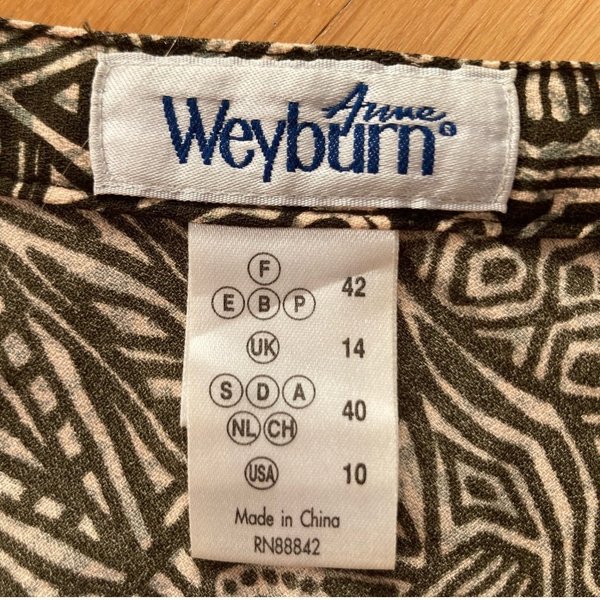 Anne
Weyburn®
F
E B P 42
UK 14
S D A
NL CH 40
USA 10
Made in China
RN88842